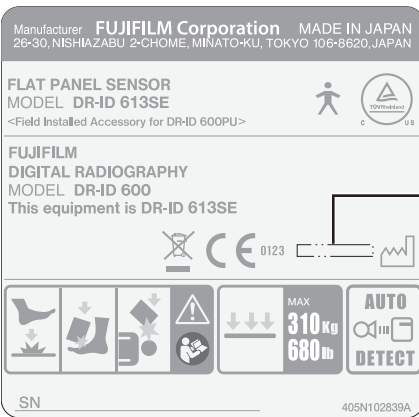 Manufacturer FUJIFILM Corporation MADE IN JAPAN
26-30, NISHIAZABU 2-CHOME, MINATO-KU, TOKYO 106-8620, JAPAN
FLAT PANEL SENSOR
MODEL DR-ID 613SE
<Field Installed Accessory for DR-ID 600PU>
TÜVRheinland
C US
FUJIFILM
DIGITAL RADIOGRAPHY
MODEL DR-ID 600
This equipment is DR-ID 613SE
CE 0123
MAX
310Kg
680lb
AUTO
DETECT
SN
405N102839A